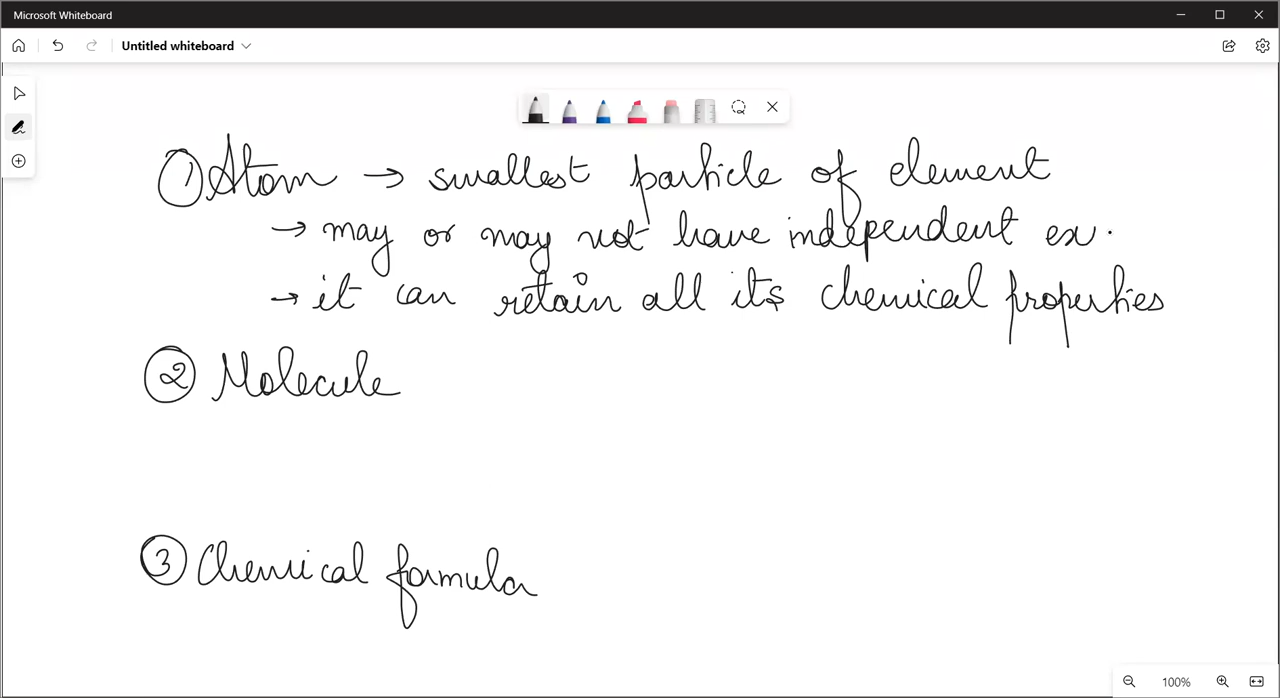 Microsoft Whiteboard
Untitled whiteboard
① Atom → smallest particle of element
→ may or may not have independent ex.
→ it can retain all its chemical properties
② Molecule
③ Chemical formula
100%